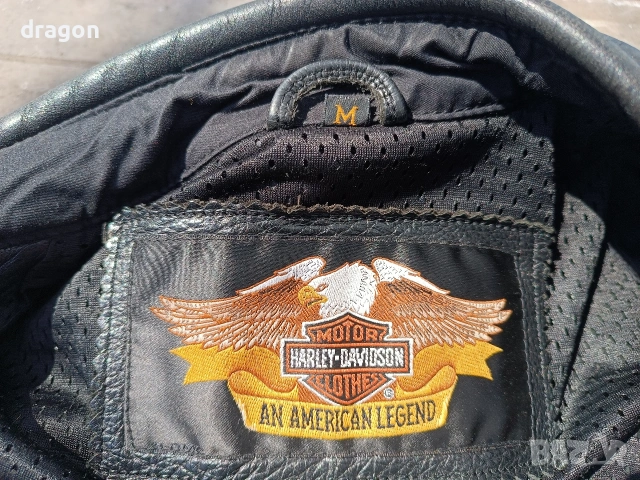 dragon
M
MOTOR
HARLEY-DAVIDSON
CLOTHES
®
AN AMERICAN LEGEND